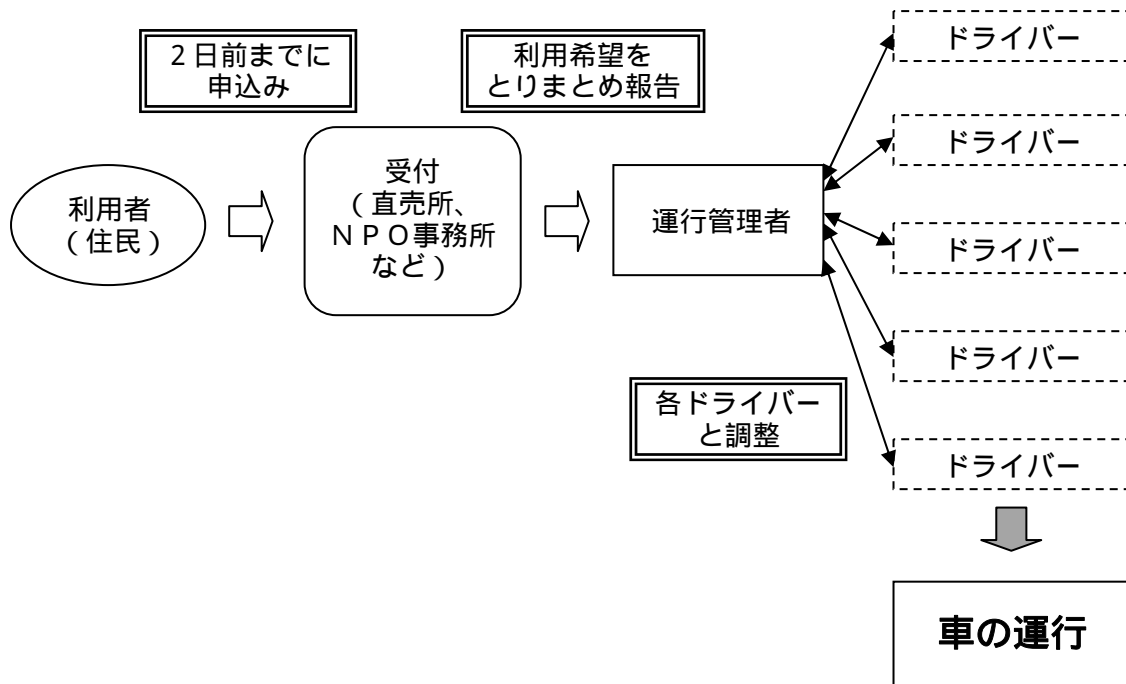 ２日前までに
申込み
利用希望を
とりまとめ報告
利用者
（住民）
受付
（直売所、
ＮＰＯ事務所
など）
運行管理者
各ドライバー
と調整
ドライバー
ドライバー
ドライバー
ドライバー
ドライバー
車の運行